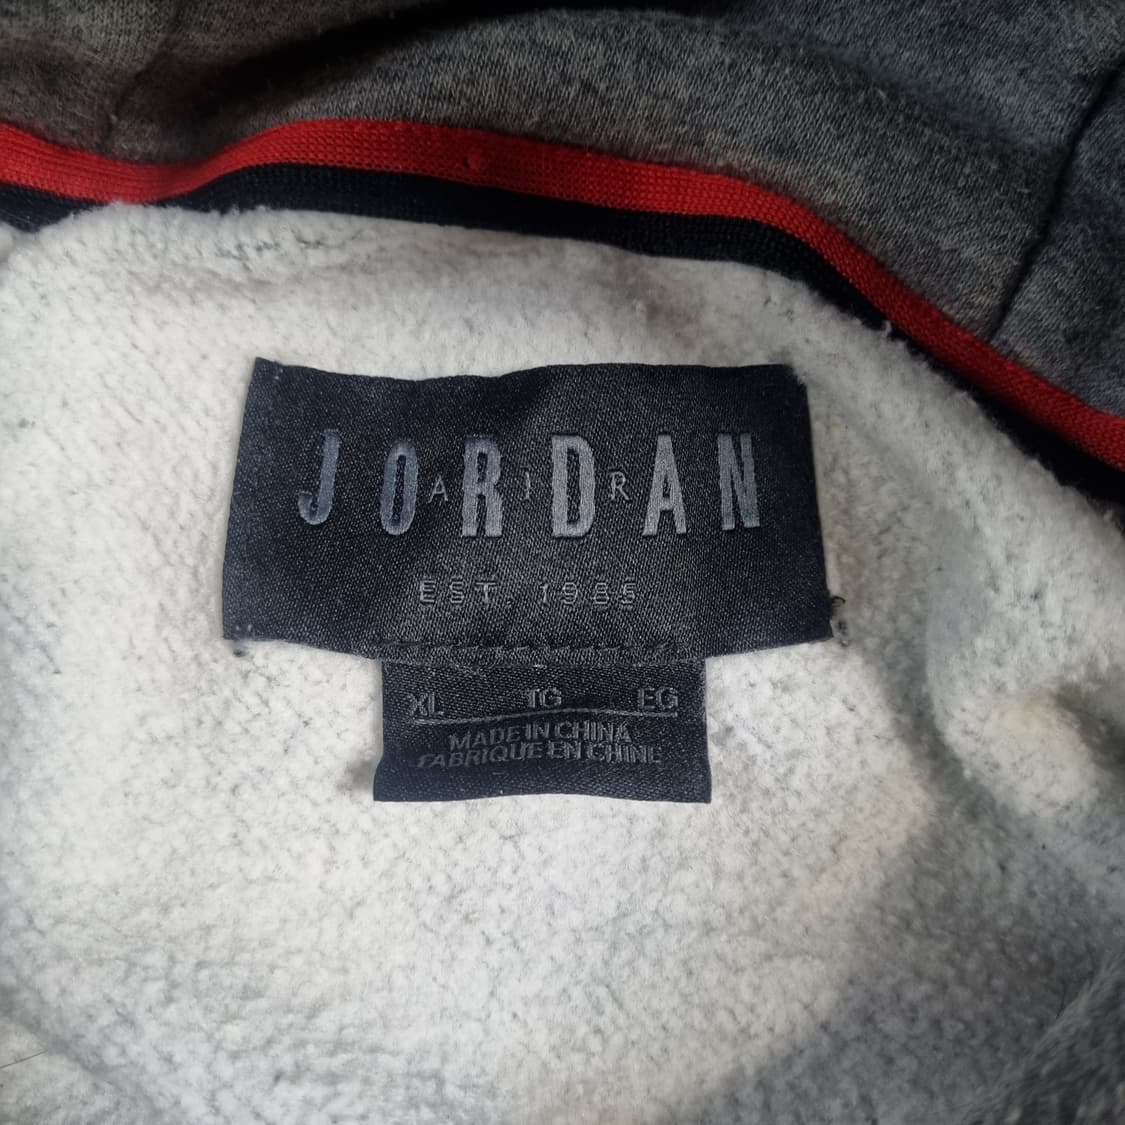 JORDAN
AIR
EST. 1985
XL TG EG
MADE IN CHINA
FABRIQUE EN CHINE